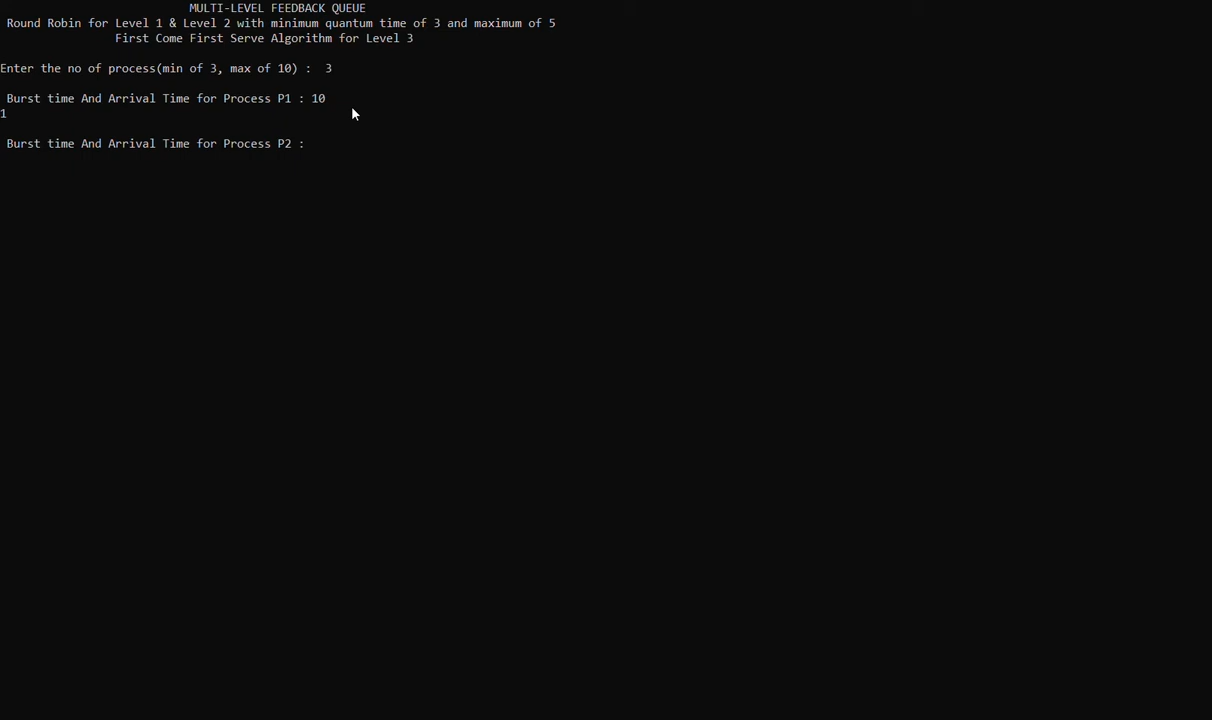 MULTI-LEVEL FEEDBACK QUEUE
Round Robin for Level 1 & Level 2 with minimum quantum time of 3 and maximum of 5
First Come First Serve Algorithm for Level 3
Enter the no of process(min of 3, max of 10) :  3
Burst time And Arrival Time for Process P1 : 10
1
Burst time And Arrival Time for Process P2 :